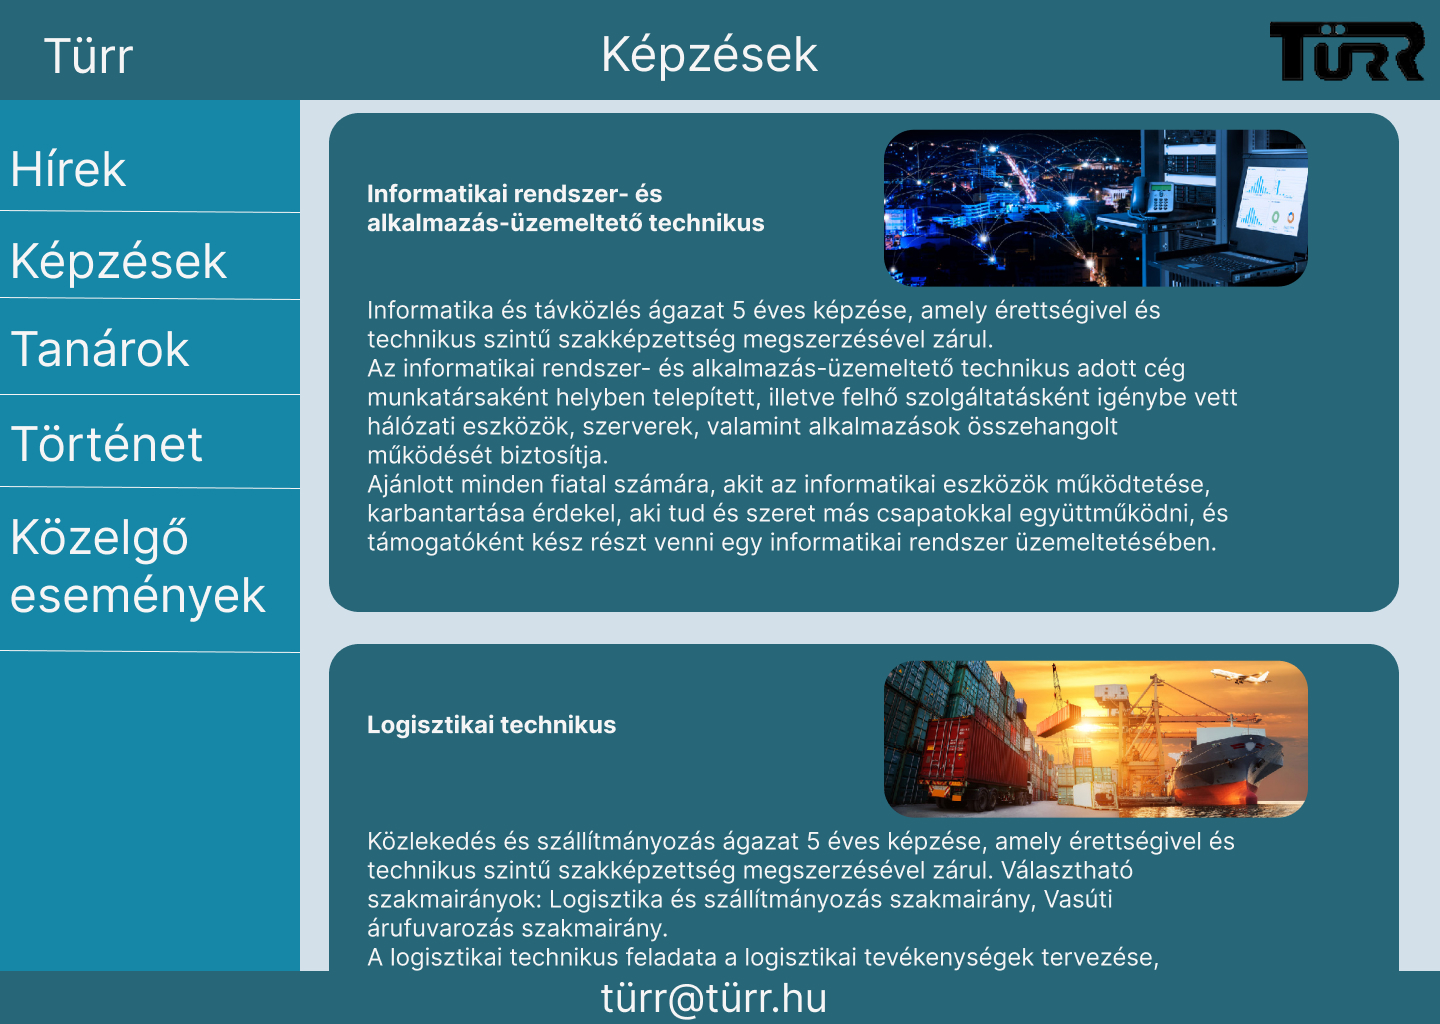 Türr
Képzések
TÜRR
Hírek
Képzések
Tanárok
Történet
Közelgő
események
Informatikai rendszer- és
alkalmazás-üzemeltető technikus
Informatika és távközlés ágazat 5 éves képzése, amely érettségivel és
technikus szintű szakképzettség megszerzésével zárul.
Az informatikai rendszer- és alkalmazás-üzemeltető technikus adott cég
munkatársaként helyben telepített, illetve felhő szolgáltatásként igénybe vett
hálózati eszközök, szerverek, valamint alkalmazások összehangolt
működését biztosítja.
Ajánlott minden fiatal számára, akit az informatikai eszközök működtetése,
karbantartása érdekel, aki tud és szeret más csapatokkal együttműködni, és
támogatóként kész részt venni egy informatikai rendszer üzemeltetésében.
Logisztikai technikus
Közlekedés és szállítmányozás ágazat 5 éves képzése, amely érettségivel és
technikus szintű szakképzettség megszerzésével zárul. Választható
szakmairányok: Logisztika és szállítmányozás szakmairány, Vasúti
árufuvarozás szakmairány.
A logisztikai technikus feladata a logisztikai tevékenységek tervezése,
türr@türr.hu